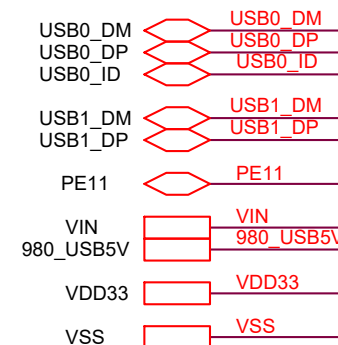 USB0_DM USB0_DM
USB0_DP USB0_DP
USB0_ID USB0_ID
USB1_DM USB1_DM
USB1_DP USB1_DP
PE11 PE11
VIN VIN
980_USB5V 980_USB5V
VDD33 VDD33
VSS VSS